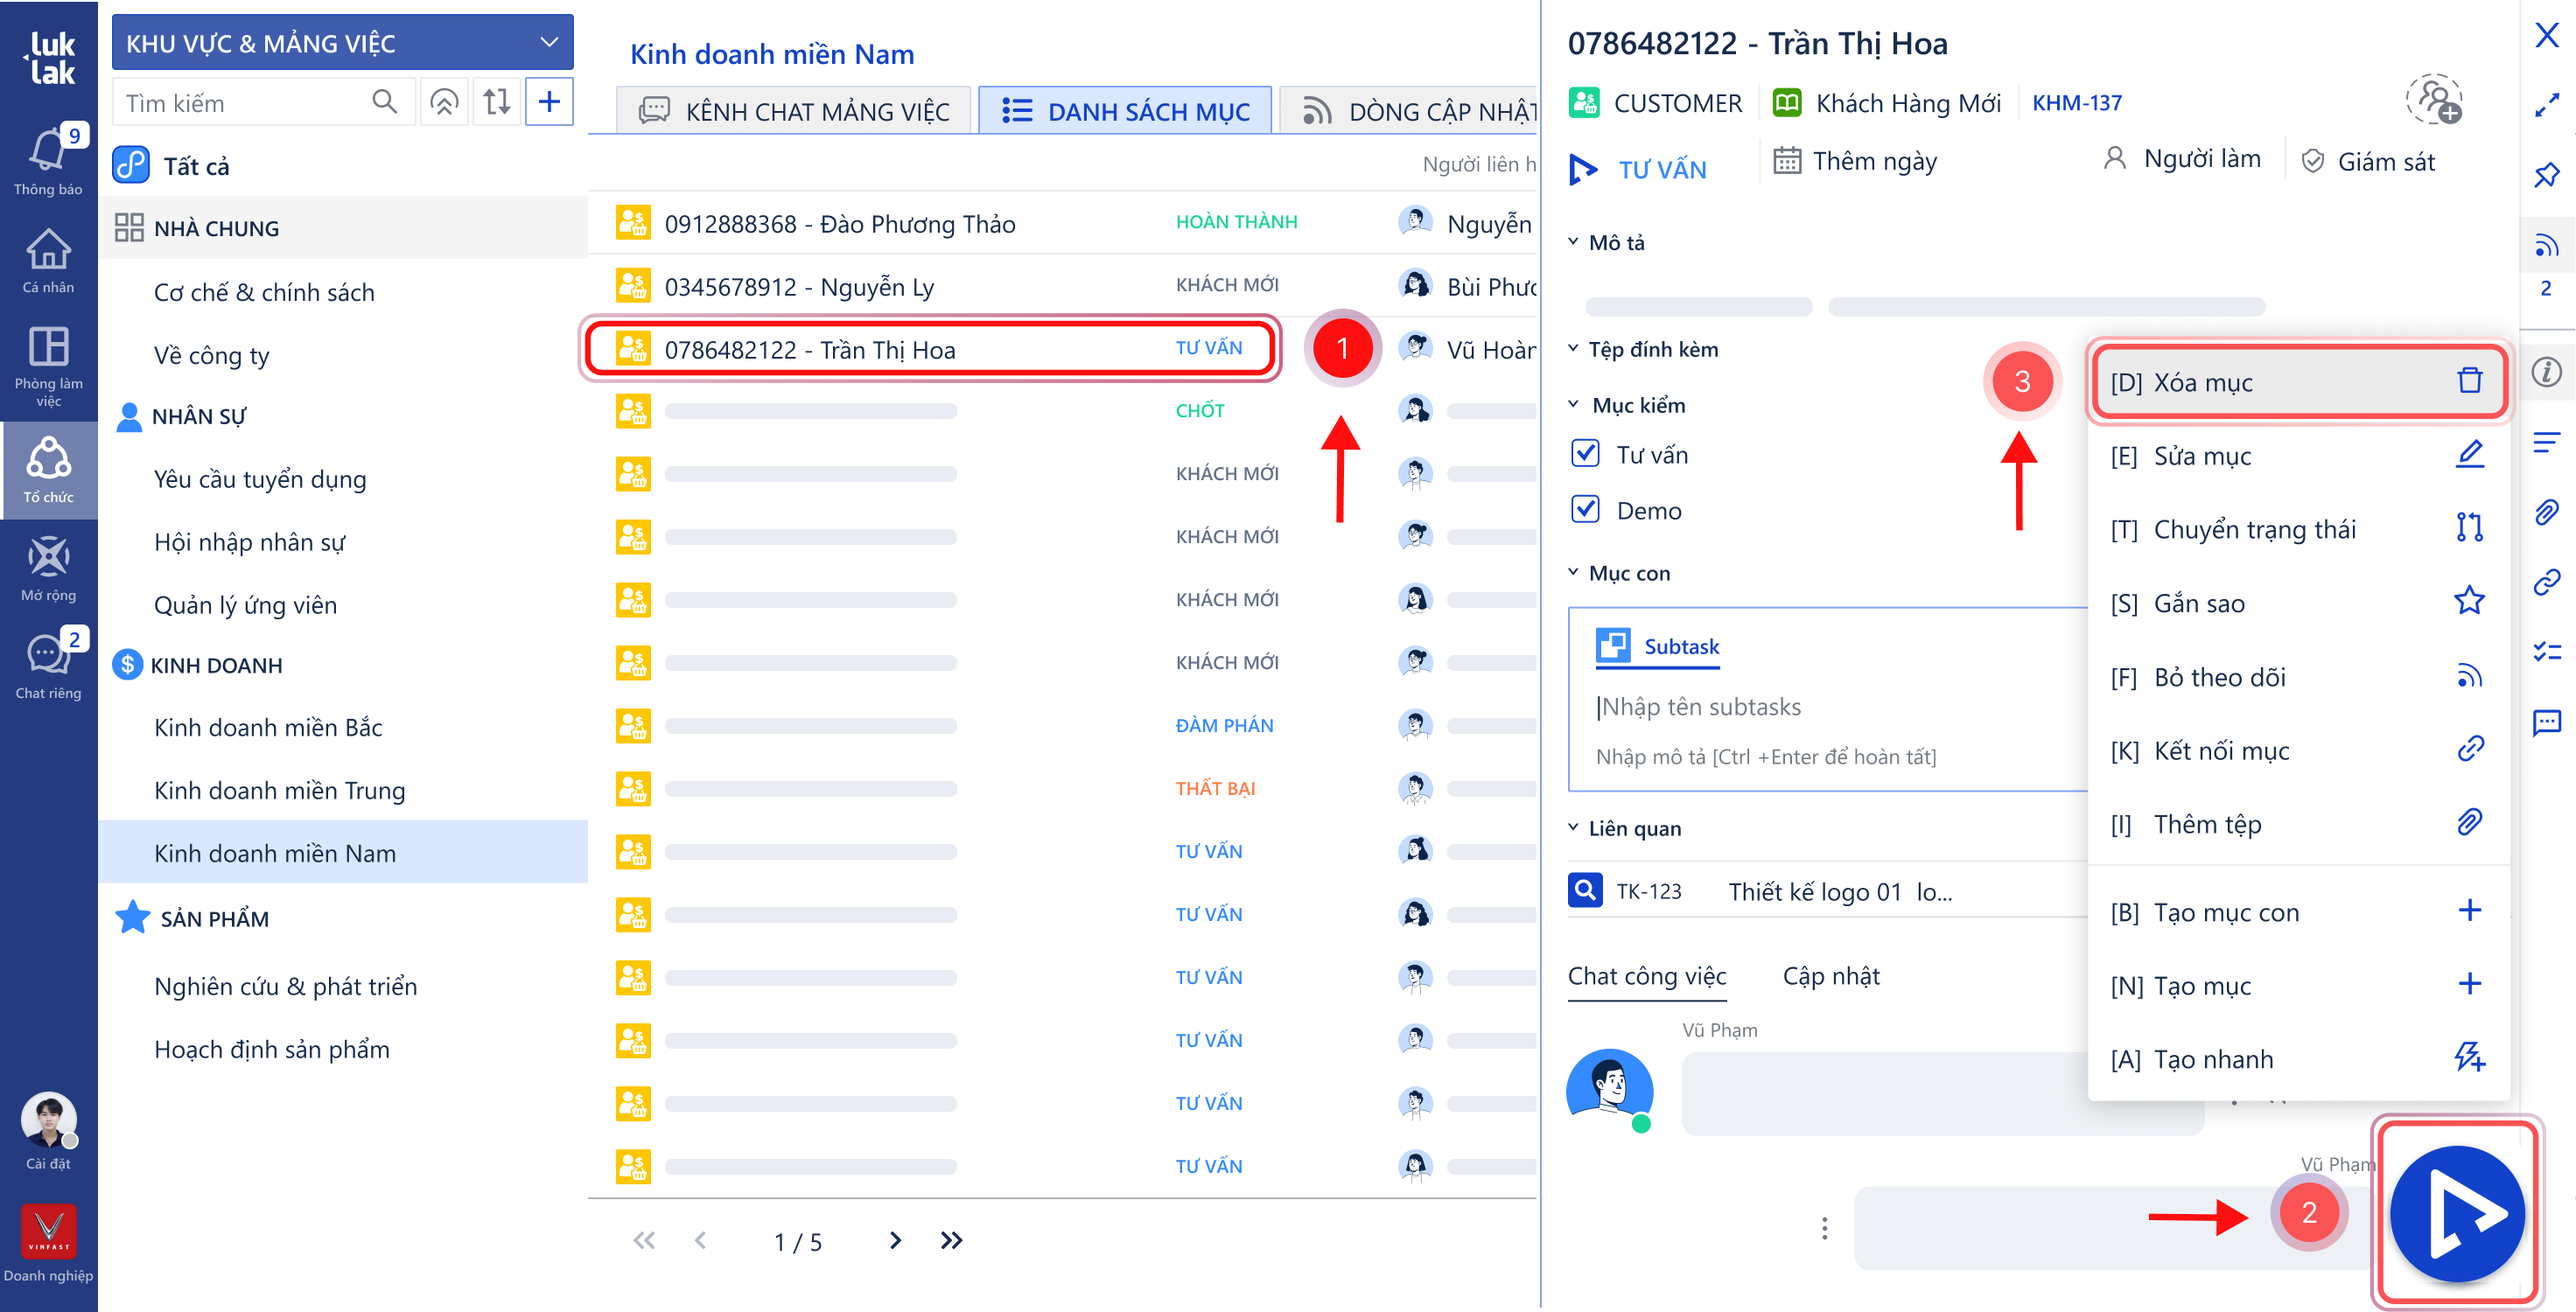 luk
lak
9
Thông báo
Cá nhân
Phòng làm
việc
Tổ chức
Mở rộng
2
Chat riêng
Cài đặt
VINFAST
Doanh nghiệp
KHU VỰC & MẢNG VIỆC
Tìm kiếm
Tất cả
NHÀ CHUNG
Cơ chế & chính sách
Về công ty
NHÂN SỰ
Yêu cầu tuyển dụng
Hội nhập nhân sự
Quản lý ứng viên
KINH DOANH
Kinh doanh miền Bắc
Kinh doanh miền Trung
Kinh doanh miền Nam
SẢN PHẨM
Nghiên cứu & phát triển
Hoạch định sản phẩm
Kinh doanh miền Nam
KÊNH CHAT MẢNG VIỆC
DANH SÁCH MỤC
DÒNG CẬP NHẬT
Người liên h
0912888368 - Đào Phương Thảo HOÀN THÀNH Nguyễn
0345678912 - Nguyễn Ly KHÁCH MỚI Bùi Phươ
0786482122 - Trần Thị Hoa TƯ VẤN 1 Vũ Hoàn
CHỐT
KHÁCH MỚI
KHÁCH MỚI
KHÁCH MỚI
KHÁCH MỚI
ĐÀM PHÁN
THẤT BẠI
TƯ VẤN
TƯ VẤN
TƯ VẤN
TƯ VẤN
TƯ VẤN
TƯ VẤN
1 / 5
0786482122 - Trần Thị Hoa
CUSTOMER Khách Hàng Mới KHM-137
TƯ VẤN Thêm ngày Người làm Giám sát
Mô tả
Tệp đính kèm
Mục kiểm
Tư vấn
Demo
Mục con
Subtask
Nhập tên subtasks
Nhập mô tả [Ctrl +Enter để hoàn tất]
Liên quan
TK-123 Thiết kế logo 01 lo...
Chat công việc Cập nhật
Vũ Phạm
Vũ Phạm
2
3
[D] Xóa mục
[E] Sửa mục
[T] Chuyển trạng thái
[S] Gắn sao
[F] Bỏ theo dõi
[K] Kết nối mục
[I] Thêm tệp
[B] Tạo mục con
[N] Tạo mục
[A] Tạo nhanh
2